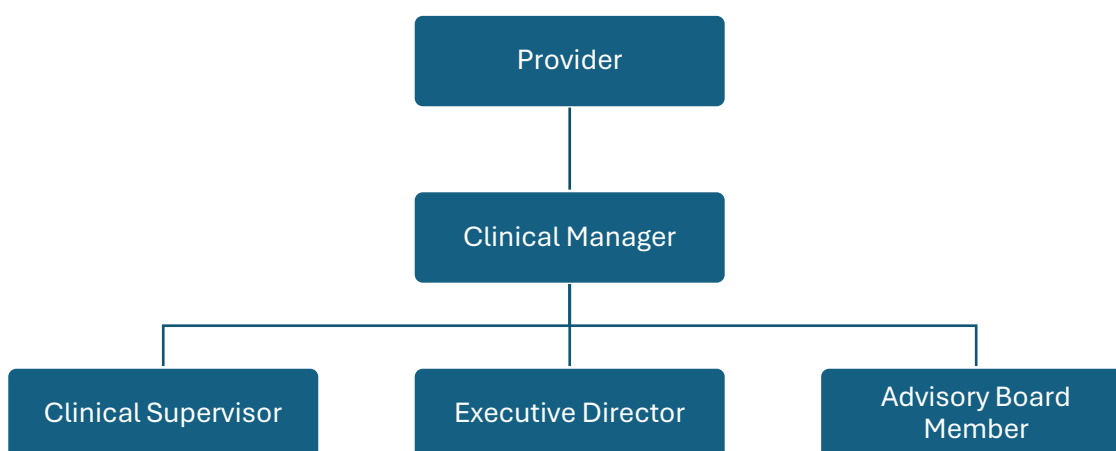 Provider
Clinical Manager
Clinical Supervisor
Executive Director
Advisory Board
Member